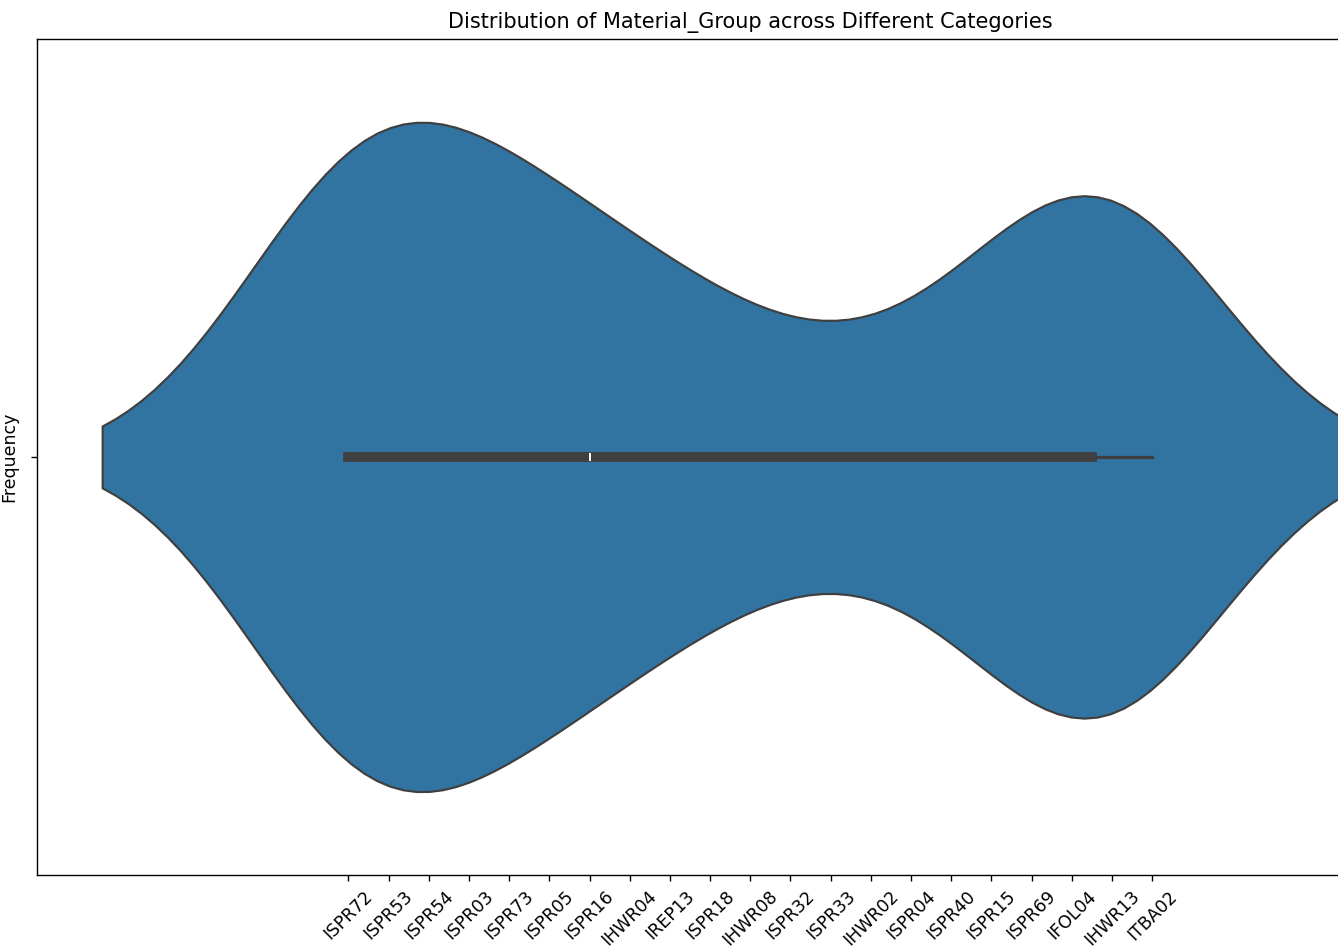 Distribution of Material_Group across Different Categories
Frequency
ISPR72
ISPR53
ISPR54
ISPR03
ISPR73
ISPR05
ISPR16
IHWR04
IREP13
ISPR18
IHWR08
ISPR32
ISPR33
IHWR02
ISPR04
ISPR40
ISPR15
ISPR69
IFOL04
IHWR13
ITBA02